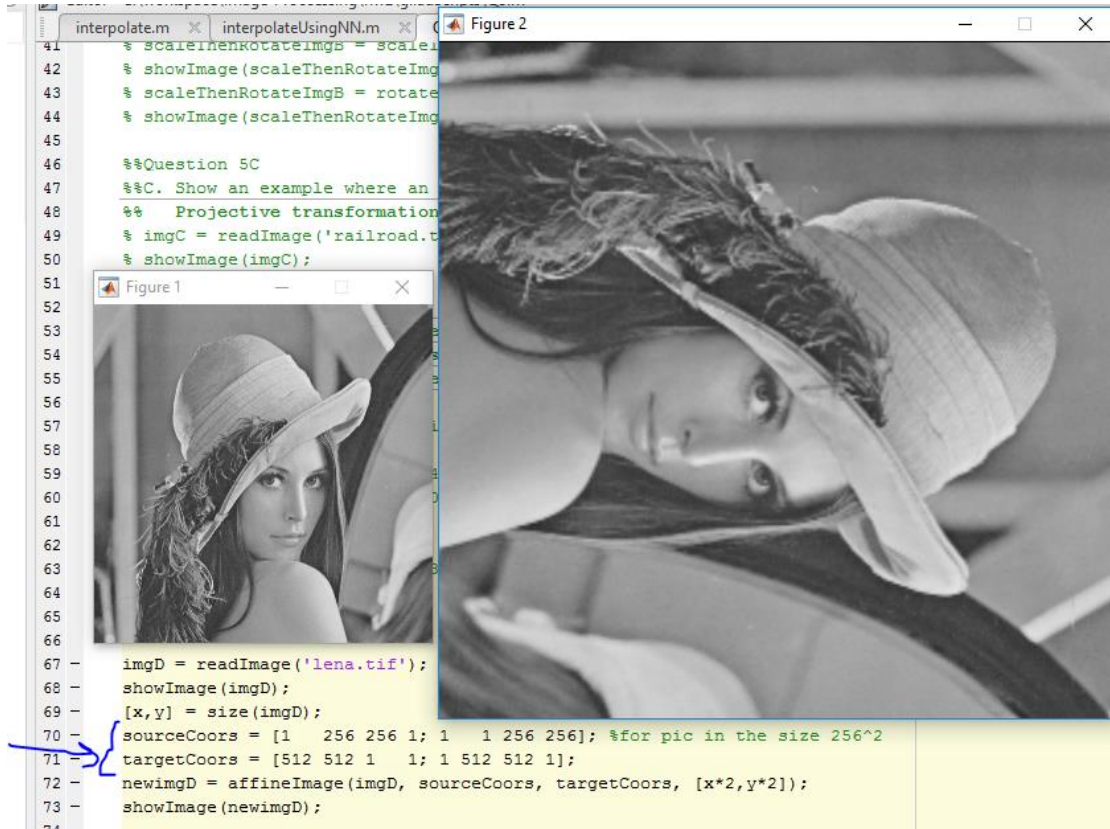 interpolate.m × interpolateUsingNN.m ×
Figure 2
41 % scaleThenRotateImgB = scaleI
42 % showImage(scaleThenRotateImg
43 % scaleThenRotateImgB = rotate
44 % showImage(scaleThenRotateImg
45
46 %%Question 5C
47 %%C. Show an example where an
48 %% Projective transformation
49 % imgC = readImage('railroad.t
50 % showImage(imgC);
51
Figure 1
52
53
54
55
56
57
58
59
60
61
62
63
64
65
66
67 – imgD = readImage('lena.tif');
68 – showImage(imgD);
69 – [x,y] = size(imgD);
70 – sourceCoors = [1 256 256 1; 1 1 256 256]; %for pic in the size 256^2
71 – targetCoors = [512 512 1 1; 1 512 512 1];
72 – newimgD = affineImage(imgD, sourceCoors, targetCoors, [x*2,y*2]);
73 – showImage(newimgD);